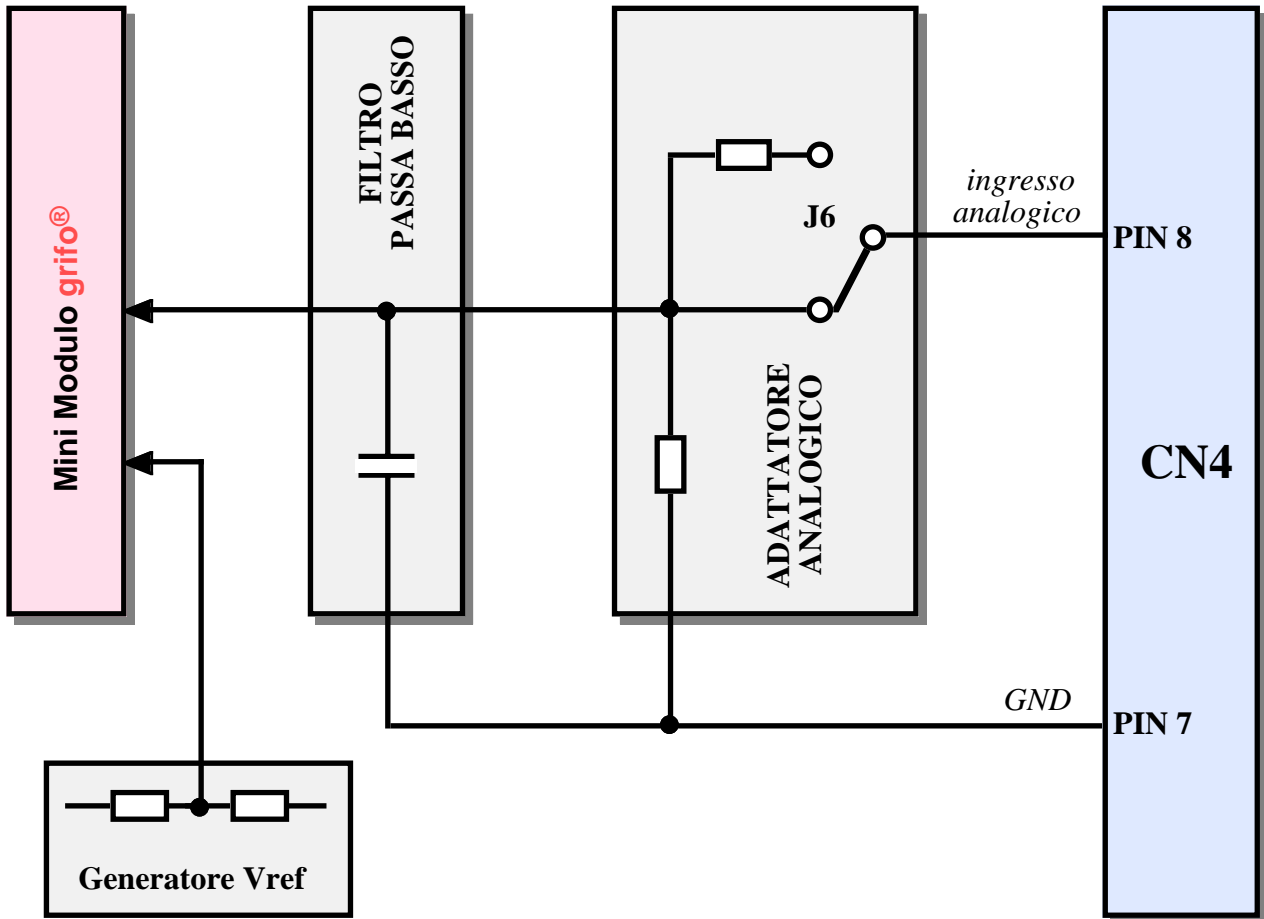 Mini Modulo grifo®
FILTRO
PASSA BASSO
J6
ADATTATORE
ANALOGICO
ingresso
analogico
PIN 8
CN4
GND
PIN 7
Generatore Vref